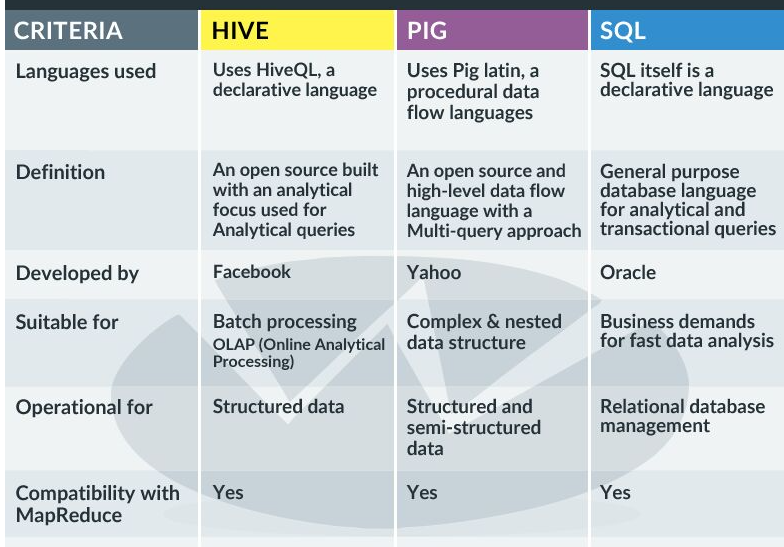 CRITERIA HIVE PIG SQL
Languages used
Uses HiveQL, a
declarative language
Uses Pig latin, a
procedural data
flow languages
SQL itself is a
declarative language
Definition
An open source built
with an analytical
focus used for
Analytical queries
An open source and
high-level data flow
language with a
Multi-query approach
General purpose
database language
for analytical and
transactional queries
Developed by
Facebook
Yahoo
Oracle
Suitable for
Batch processing
OLAP (Online Analytical
Processing)
Complex & nested
data structure
Business demands
for fast data analysis
Operational for
Structured data
Structured and
semi-structured
data
Relational database
management
Compatibility with
MapReduce
Yes
Yes
Yes